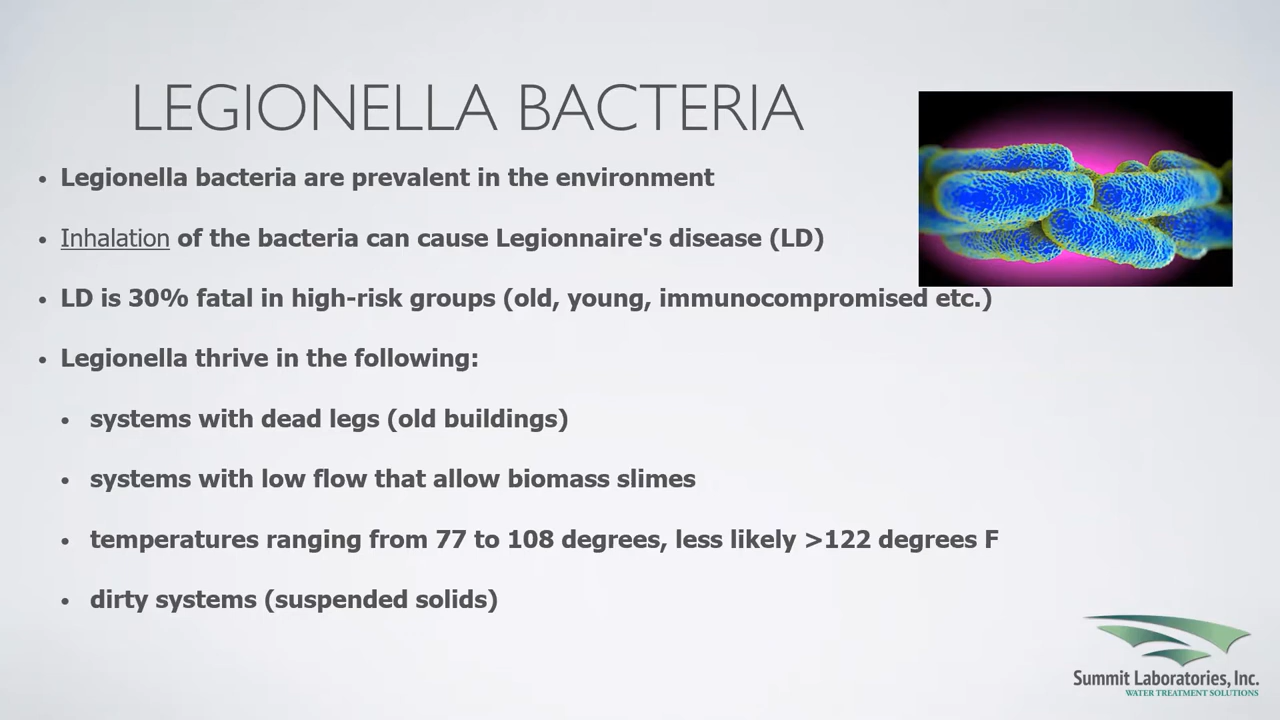 LEGIONELLA BACTERIA
• Legionella bacteria are prevalent in the environment
• Inhalation of the bacteria can cause Legionnaire's disease (LD)
• LD is 30% fatal in high-risk groups (old, young, immunocompromised etc.)
• Legionella thrive in the following:
• systems with dead legs (old buildings)
• systems with low flow that allow biomass slimes
• temperatures ranging from 77 to 108 degrees, less likely >122 degrees F
• dirty systems (suspended solids)
Summit Laboratories, Inc.
WATER TREATMENT SOLUTIONS